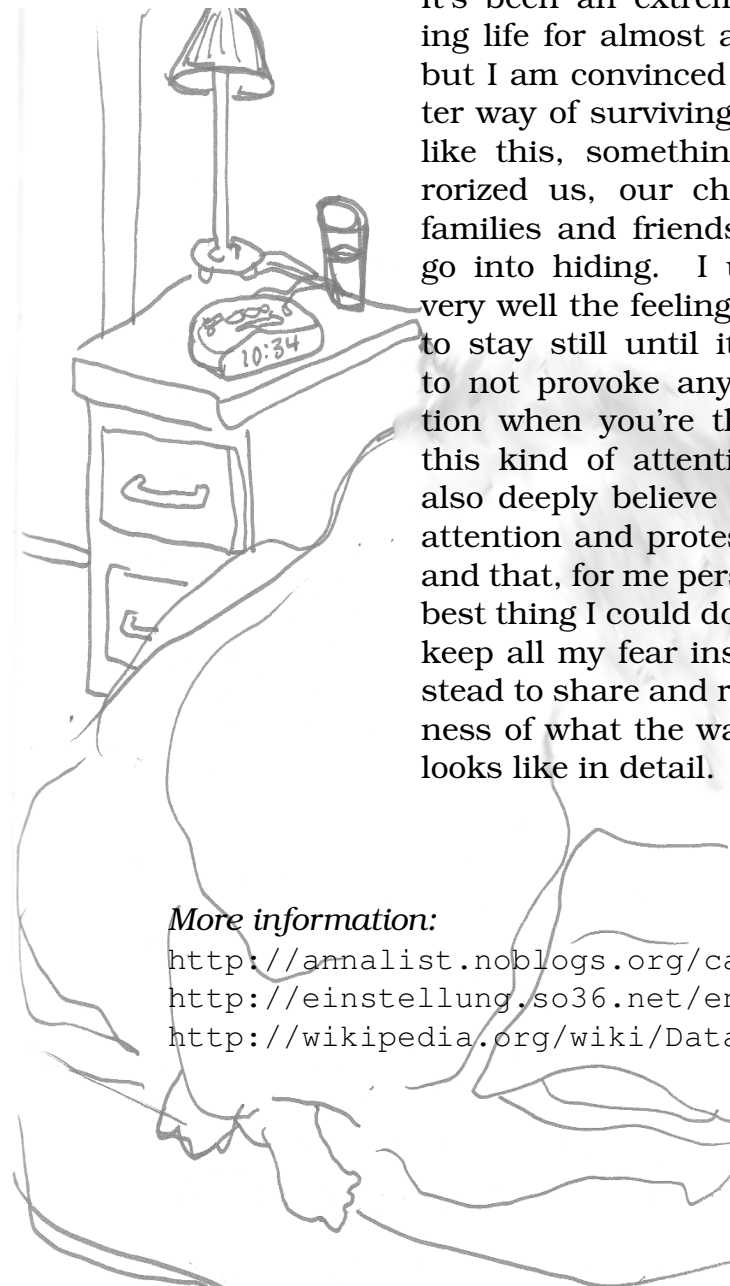 It's been an extrem
ing life for almost a
but I am convinced
ter way of surviving
like this, somethin
rorized us, our ch
families and friends
go into hiding. I u
very well the feeling
to stay still until it
to not provoke any
tion when you're th
this kind of attenti
also deeply believe
attention and protes
and that, for me pers
best thing I could do
keep all my fear ins
stead to share and r
ness of what the wa
looks like in detail.
10:34
More information:
http://annalist.noblogs.org/ca
http://einstellung.so36.net/en
http://wikipedia.org/wiki/Data